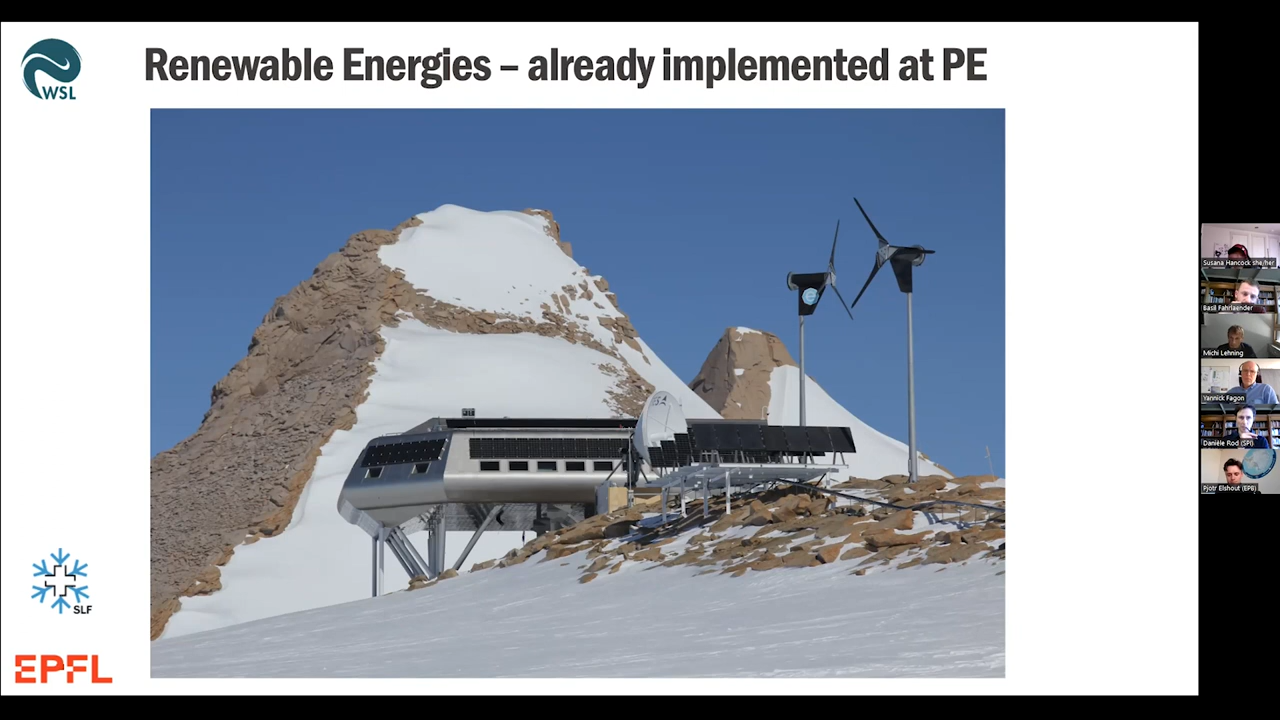 WSL
Renewable Energies – already implemented at PE
SLF
EPFL
Susana Hancock she/her
Basil Fahrlaender
Michi Lehning
Yannick Fagon
Danièle Rod (SPI)
Pjotr Elshout (EPB)